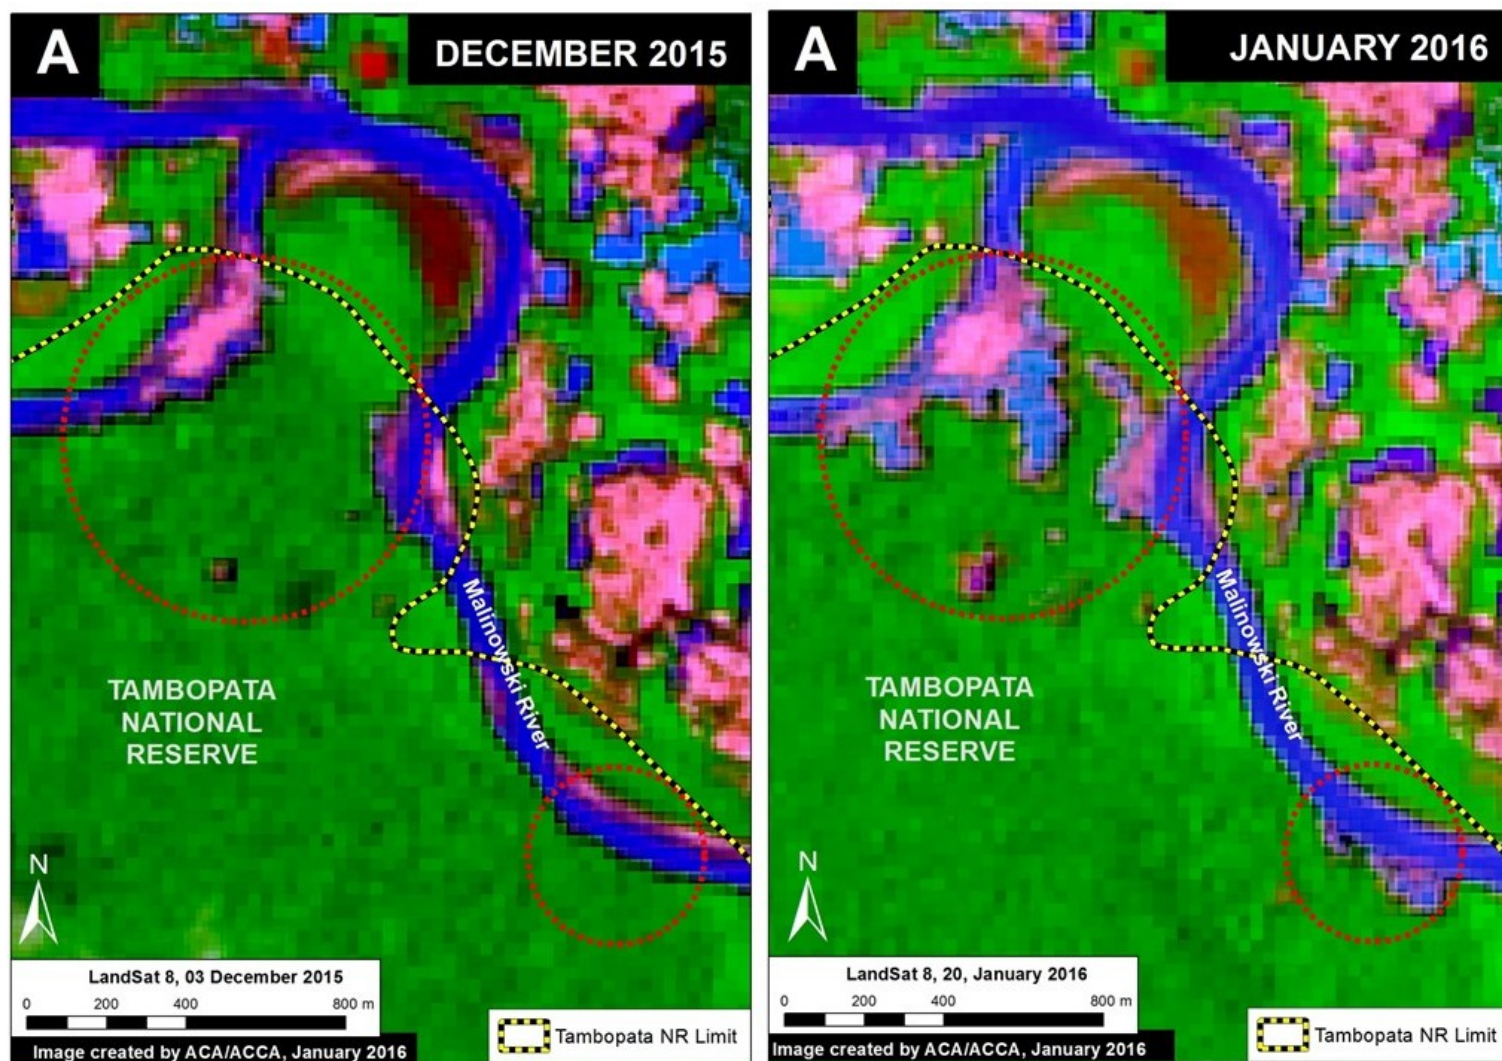 A
DECEMBER 2015
Malinowski River
TAMBOPATA
NATIONAL
RESERVE
N
LandSat 8, 03 December 2015
0 200 400 800 m
Tambopata NR Limit
Image created by ACA/ACCA, January 2016
A
JANUARY 2016
Malinowski River
TAMBOPATA
NATIONAL
RESERVE
N
LandSat 8, 20, January 2016
0 200 400 800 m
Tambopata NR Limit
Image created by ACA/ACCA, January 2016